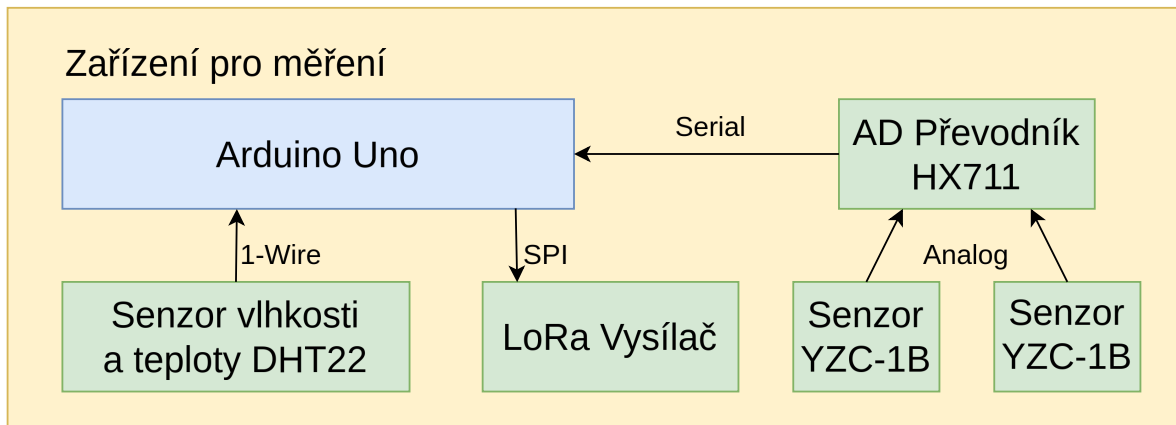 Zařízení pro měření
Arduino Uno
Serial
AD Převodník
HX711
1-Wire
SPI
Analog
Senzor vlhkosti
a teploty DHT22
LoRa Vysílač
Senzor
YZC-1B
Senzor
YZC-1B